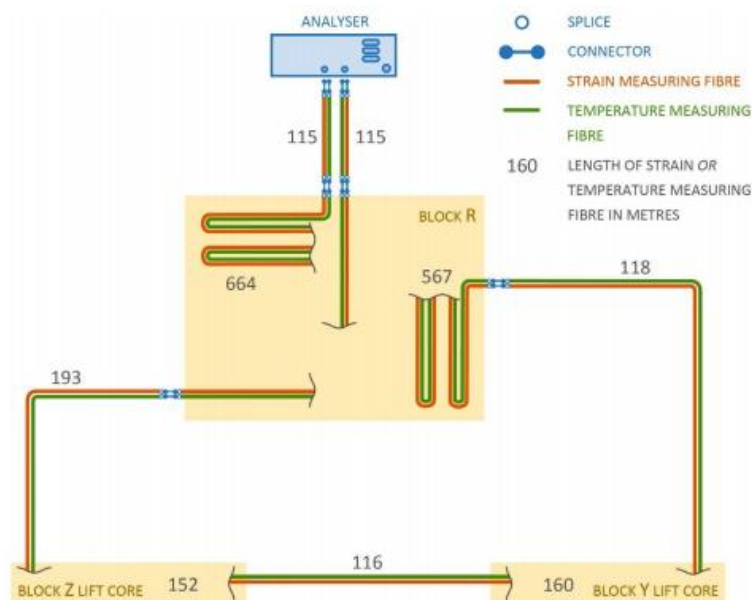 ANALYSER
SPLICE
CONNECTOR
STRAIN MEASURING FIBRE
TEMPERATURE MEASURING
FIBRE
160 LENGTH OF STRAIN OR
TEMPERATURE MEASURING
FIBRE IN METRES
115 115
BLOCK R
664
567
118
193
116
BLOCK Z LIFT CORE 152
160 BLOCK Y LIFT CORE